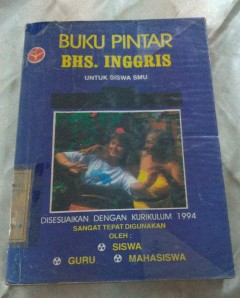 BUKU PINTAR
BHS. INGGRIS
UNTUK SISWA SMU
DISESUAIKAN DENGAN KURIKULUM 1994
SANGAT TEPAT DIGUNAKAN
OLEH :
SISWA
GURU MAHASISWA